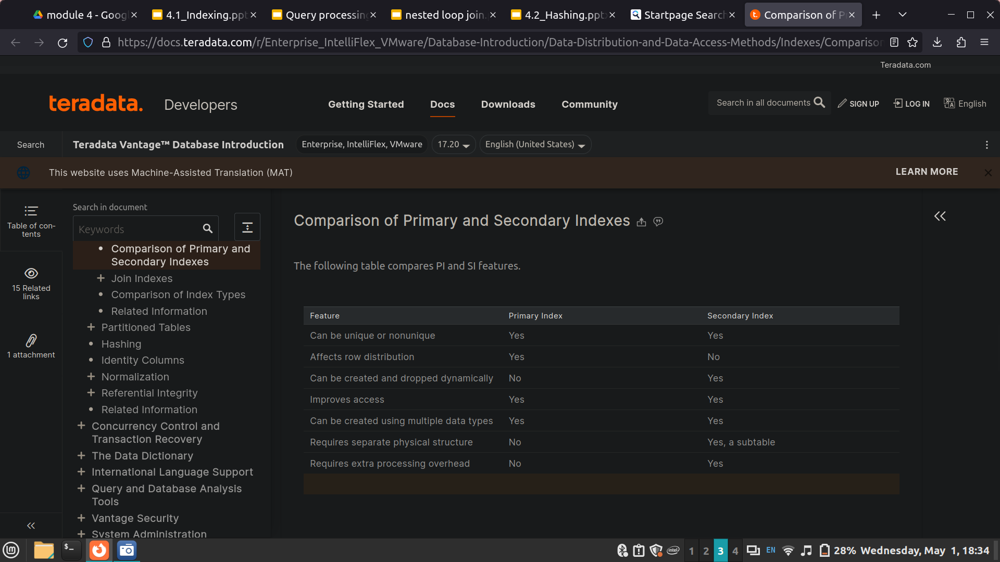 module 4 - Googl
4.1_Indexing.ppt
Query processing
nested loop join.
4.2_Hashing.pptx
Startpage Search
Comparison of Pr
https://docs.teradata.com/r/Enterprise_IntelliFlex_VMware/Database-Introduction/Data-Distribution-and-Data-Access-Methods/Indexes/Comparison
Teradata.com
teradata.
Developers
Getting Started
Docs
Downloads
Community
Search in all documents
SIGN UP
LOG IN
English
Search
Teradata Vantage™ Database Introduction
Enterprise, IntelliFlex, VMware
17.20
English (United States)
This website uses Machine-Assisted Translation (MAT)
LEARN MORE
Table of con-
tents
15 Related
links
1 attachment
Search in document
Keywords
Comparison of Primary and
Secondary Indexes
Join Indexes
Comparison of Index Types
Related Information
Partitioned Tables
Hashing
Identity Columns
Normalization
Referential Integrity
Related Information
Concurrency Control and
Transaction Recovery
The Data Dictionary
International Language Support
Query and Database Analysis
Tools
Vantage Security
System Administration
Comparison of Primary and Secondary Indexes
The following table compares PI and SI features.
Feature Primary Index Secondary Index
Can be unique or nonunique Yes Yes
Affects row distribution Yes No
Can be created and dropped dynamically No Yes
Improves access Yes Yes
Can be created using multiple data types Yes Yes
Requires separate physical structure No Yes, a subtable
Requires extra processing overhead No Yes
intel
1 2 3 4
EN
28% Wednesday, May 1, 18:34